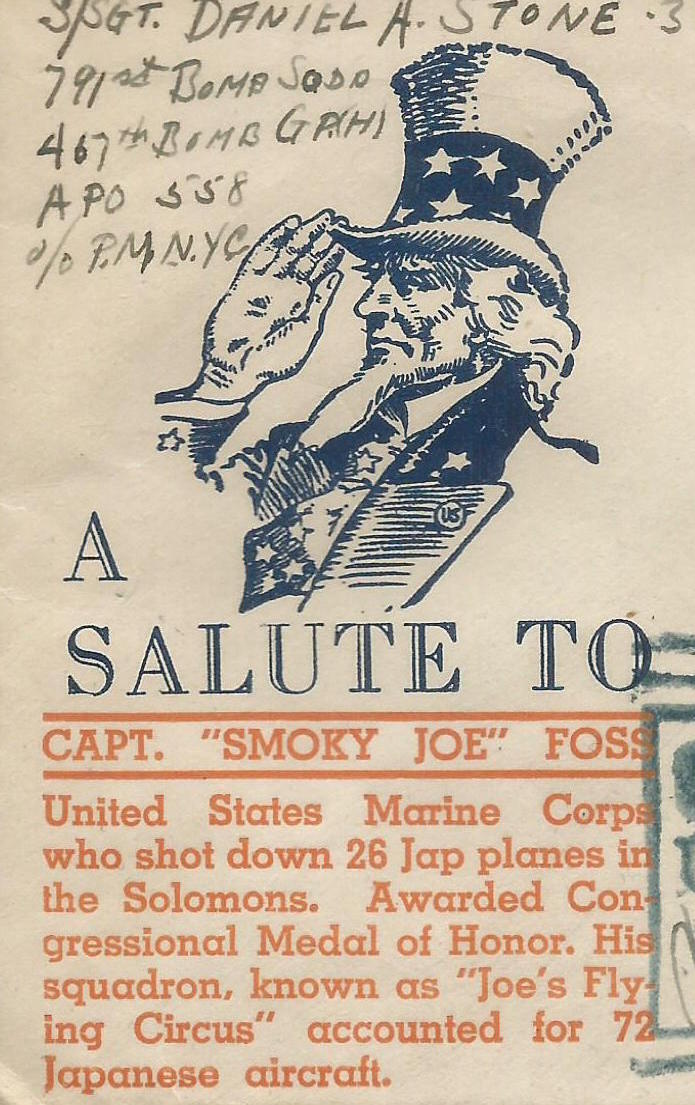 S/SGT. DANIEL A. STONE
791st BOMB SQDD
467th BOMB GP.(H)
APO 558
c/o P.M. N.Y.C.
US
A
SALUTE TO
CAPT. "SMOKY JOE" FOSS
United States Marine Corps
who shot down 26 Jap planes in
the Solomons. Awarded Con-
gressional Medal of Honor. His
squadron, known as "Joe's Fly-
ing Circus" accounted for 72
Japanese aircraft.